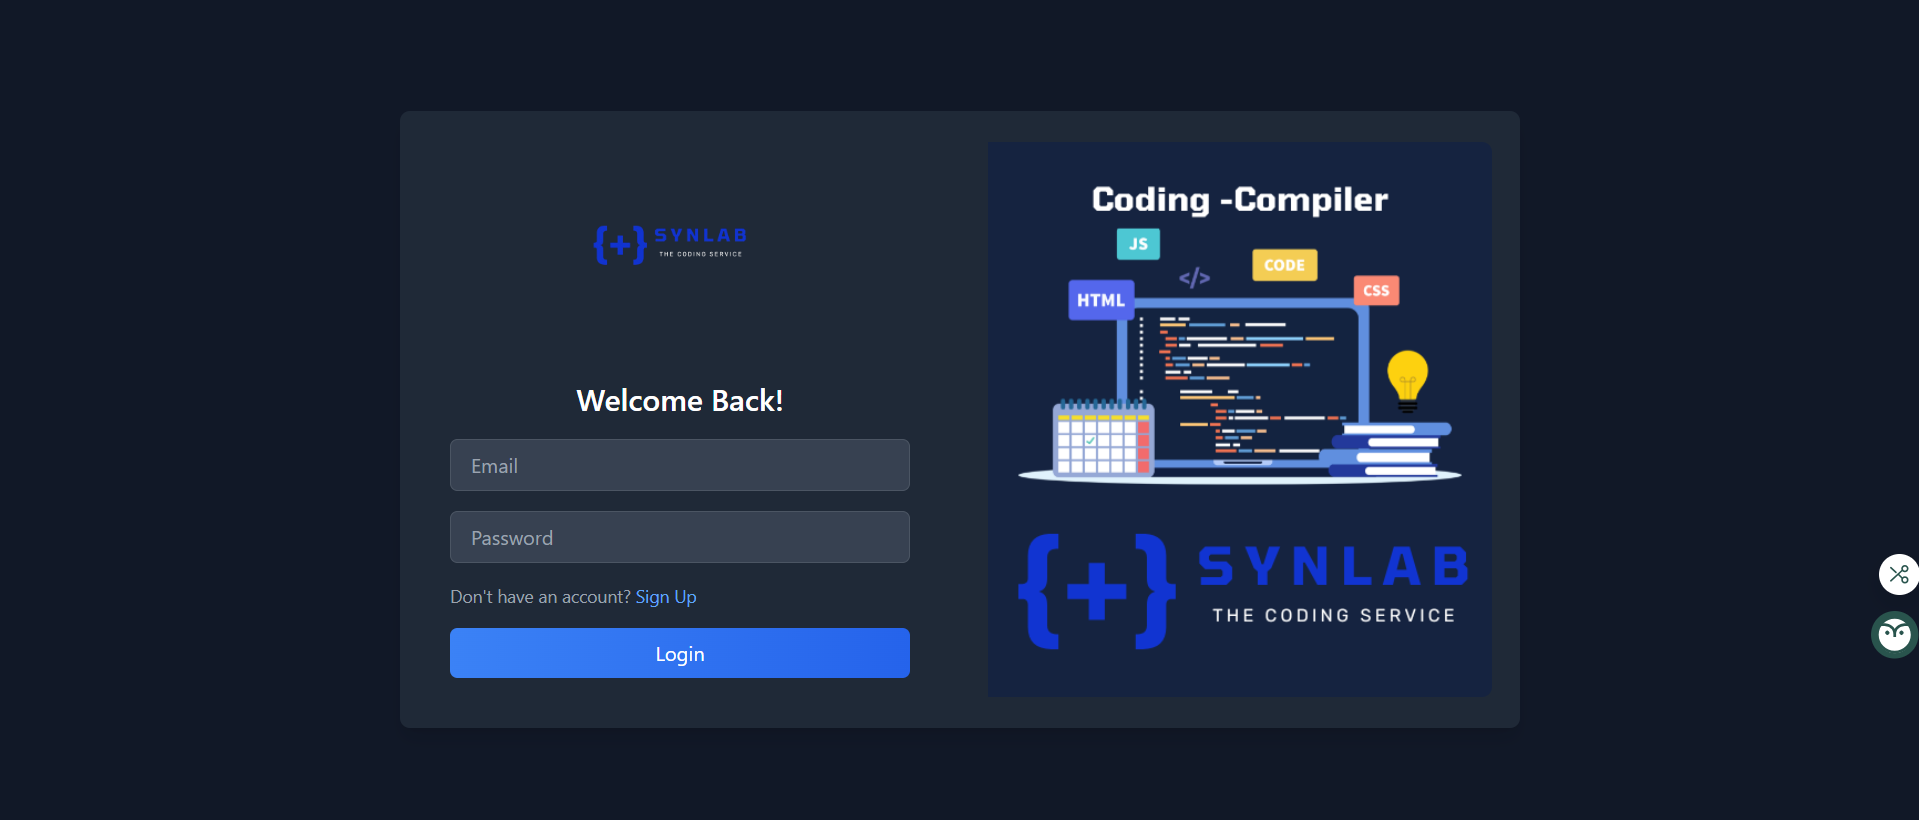 SYNLAB
THE CODING SERVICE
Welcome Back!
Email
Password
Don't have an account? Sign Up
Login
Coding -Compiler
JS
</>
CODE
HTML
CSS
{+} SYNLAB
THE CODING SERVICE